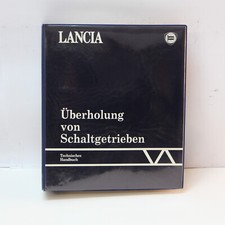 LANCIA
Überholung
von
Schaltgetrieben
Technisches
Handbuch